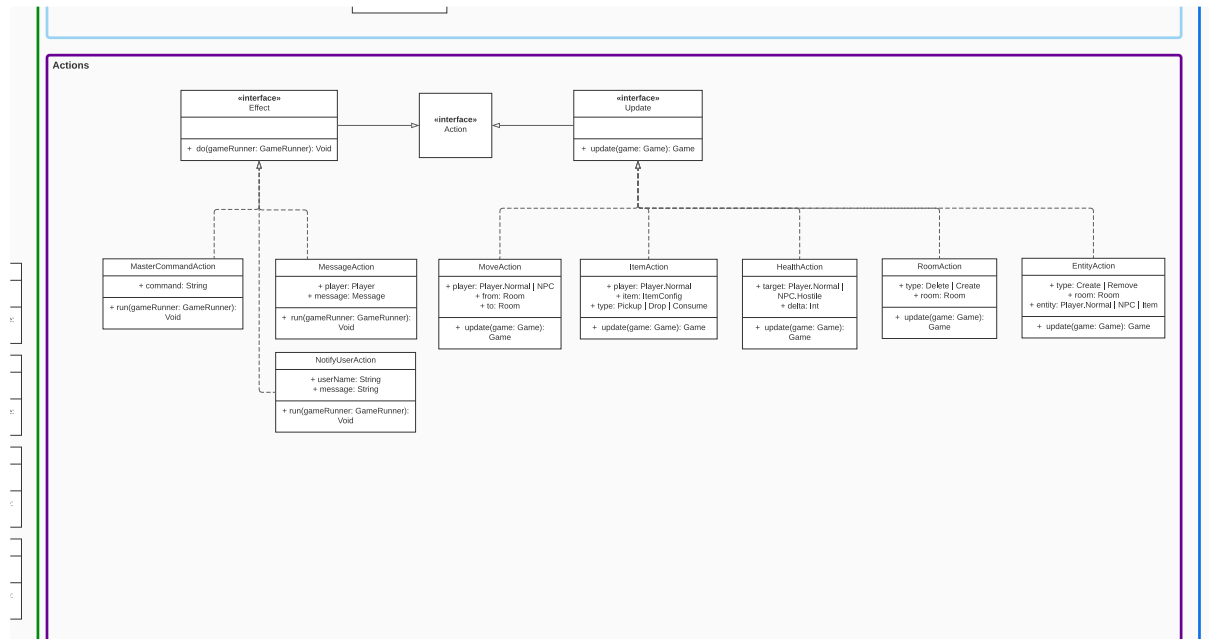 Actions
«interface»
Effect
+ do(gameRunner: GameRunner): Void
«interface»
Action
«interface»
Update
+ update(game: Game): Game
MasterCommandAction
+ command: String
+ run(gameRunner: GameRunner):
Void
MessageAction
+ player: Player
+ message: Message
+ run(gameRunner: GameRunner):
Void
MoveAction
+ player: Player.Normal | NPC
+ from: Room
+ to: Room
+ update(game: Game):
Game
ItemAction
+ player: Player.Normal
+ item: ItemConfig
+ type: Pickup | Drop | Consume
+ update(game: Game): Game
HealthAction
+ target: Player.Normal |
NPC.Hostile
+ delta: Int
+ update(game: Game):
Game
RoomAction
+ type: Delete | Create
+ room: Room
+ update(game: Game):
Game
EntityAction
+ type: Create | Remove
+ room: Room
+ entity: Player.Normal | NPC | Item
+ update(game: Game): Game
NotifyUserAction
+ userName: String
+ message: String
+ run(gameRunner: GameRunner):
Void